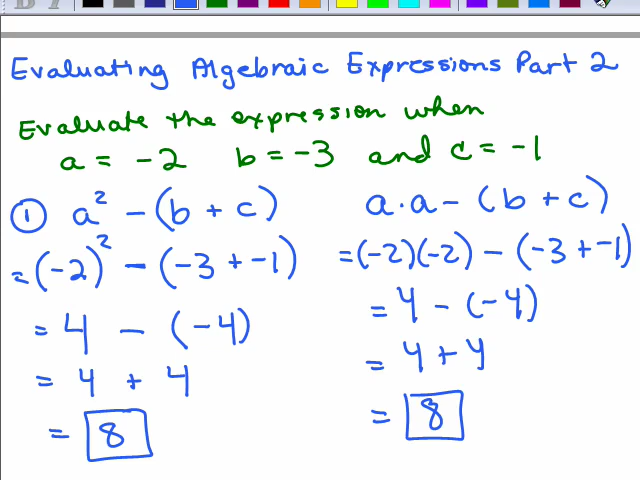 Evaluating Algebraic Expressions Part 2
Evaluate the expression when
a = -2 b = -3 and c = -1
① a² - (b + c)
= (-2)² - (-3 + -1)
= 4 - (-4)
= 4 + 4
= 8
a · a - (b + c)
= (-2)(-2) - (-3 + -1)
= 4 - (-4)
= 4 + 4
= 8